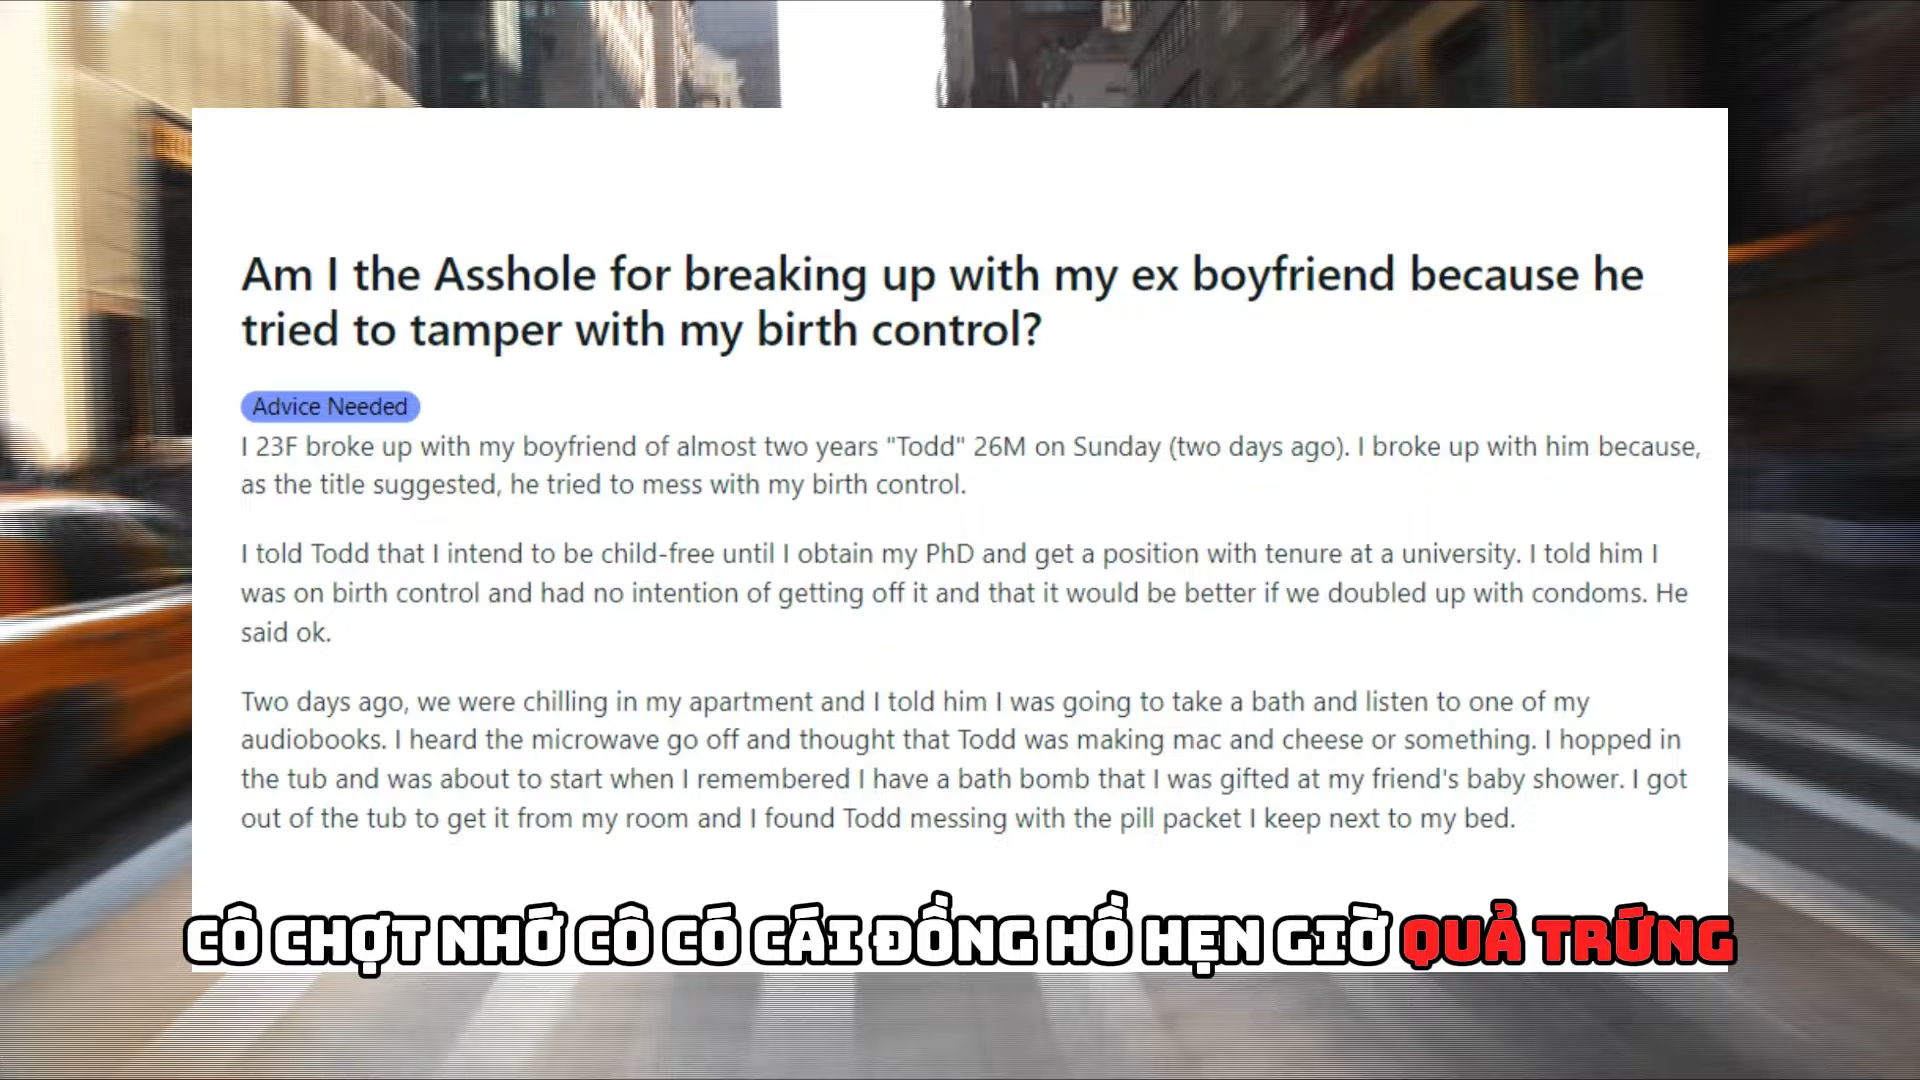 Am I the Asshole for breaking up with my ex boyfriend because he
tried to tamper with my birth control?
Advice Needed
I 23F broke up with my boyfriend of almost two years "Todd" 26M on Sunday (two days ago). I broke up with him because,
as the title suggested, he tried to mess with my birth control.
I told Todd that I intend to be child-free until I obtain my PhD and get a position with tenure at a university. I told him I
was on birth control and had no intention of getting off it and that it would be better if we doubled up with condoms. He
said ok.
Two days ago, we were chilling in my apartment and I told him I was going to take a bath and listen to one of my
audiobooks. I heard the microwave go off and thought that Todd was making mac and cheese or something. I hopped in
the tub and was about to start when I remembered I have a bath bomb that I was gifted at my friend's baby shower. I got
out of the tub to get it from my room and I found Todd messing with the pill packet I keep next to my bed.
CÔ CHỢT NHỚ CÔ CÓ CÁI ĐỒNG HỒ HẸN GIỜ QUẢ TRỨNG